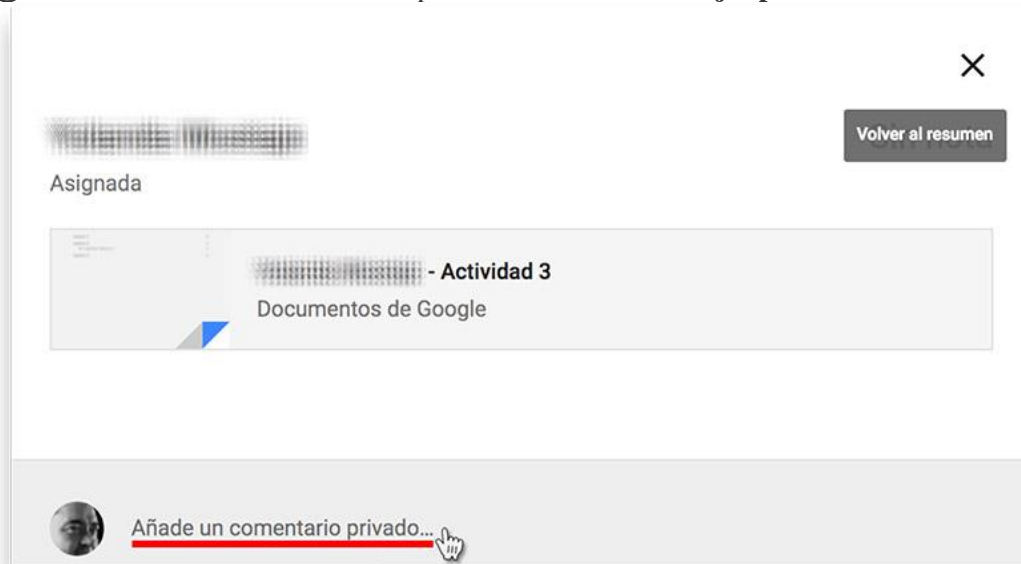 Volver al resumen
Asignada
- Actividad 3
Documentos de Google
Añade un comentario privado...